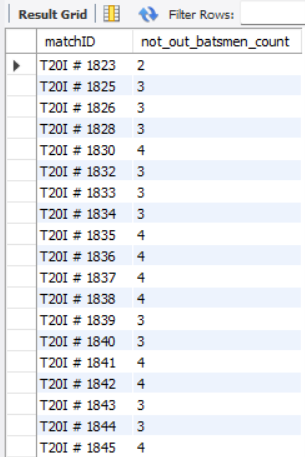 Result Grid Filter Rows:
matchID not_out_batsmen_count
T20I # 1823 2
T20I # 1825 3
T20I # 1826 3
T20I # 1828 3
T20I # 1830 4
T20I # 1832 3
T20I # 1833 3
T20I # 1834 3
T20I # 1835 4
T20I # 1836 4
T20I # 1837 4
T20I # 1838 4
T20I # 1839 3
T20I # 1840 3
T20I # 1841 4
T20I # 1842 4
T20I # 1843 3
T20I # 1844 3
T20I # 1845 4